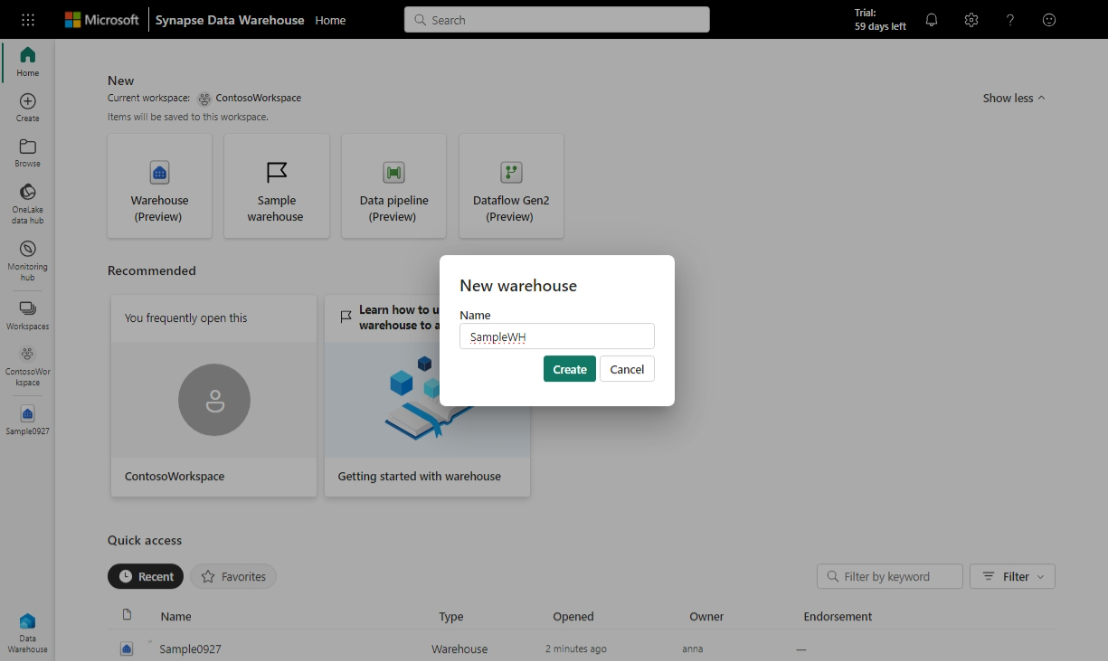 Microsoft
Synapse Data Warehouse
Home
Search
Trial:
59 days left
Home
Create
Browse
OneLake
data hub
Monitoring
hub
Workspaces
ContosoWor
kspace
Sample0927
Data
Warehouse
New
Current workspace: ContosoWorkspace
Items will be saved to this workspace.
Show less
Warehouse
(Preview)
Sample
warehouse
Data pipeline
(Preview)
Dataflow Gen2
(Preview)
Recommended
You frequently open this
ContosoWorkspace
Learn how to u
warehouse to a
Getting started with warehouse
New warehouse
Name
SampleWH
Create
Cancel
Quick access
Recent
Favorites
Filter by keyword
Filter
Name Type Opened Owner Endorsement
Sample0927 Warehouse 2 minutes ago anna —